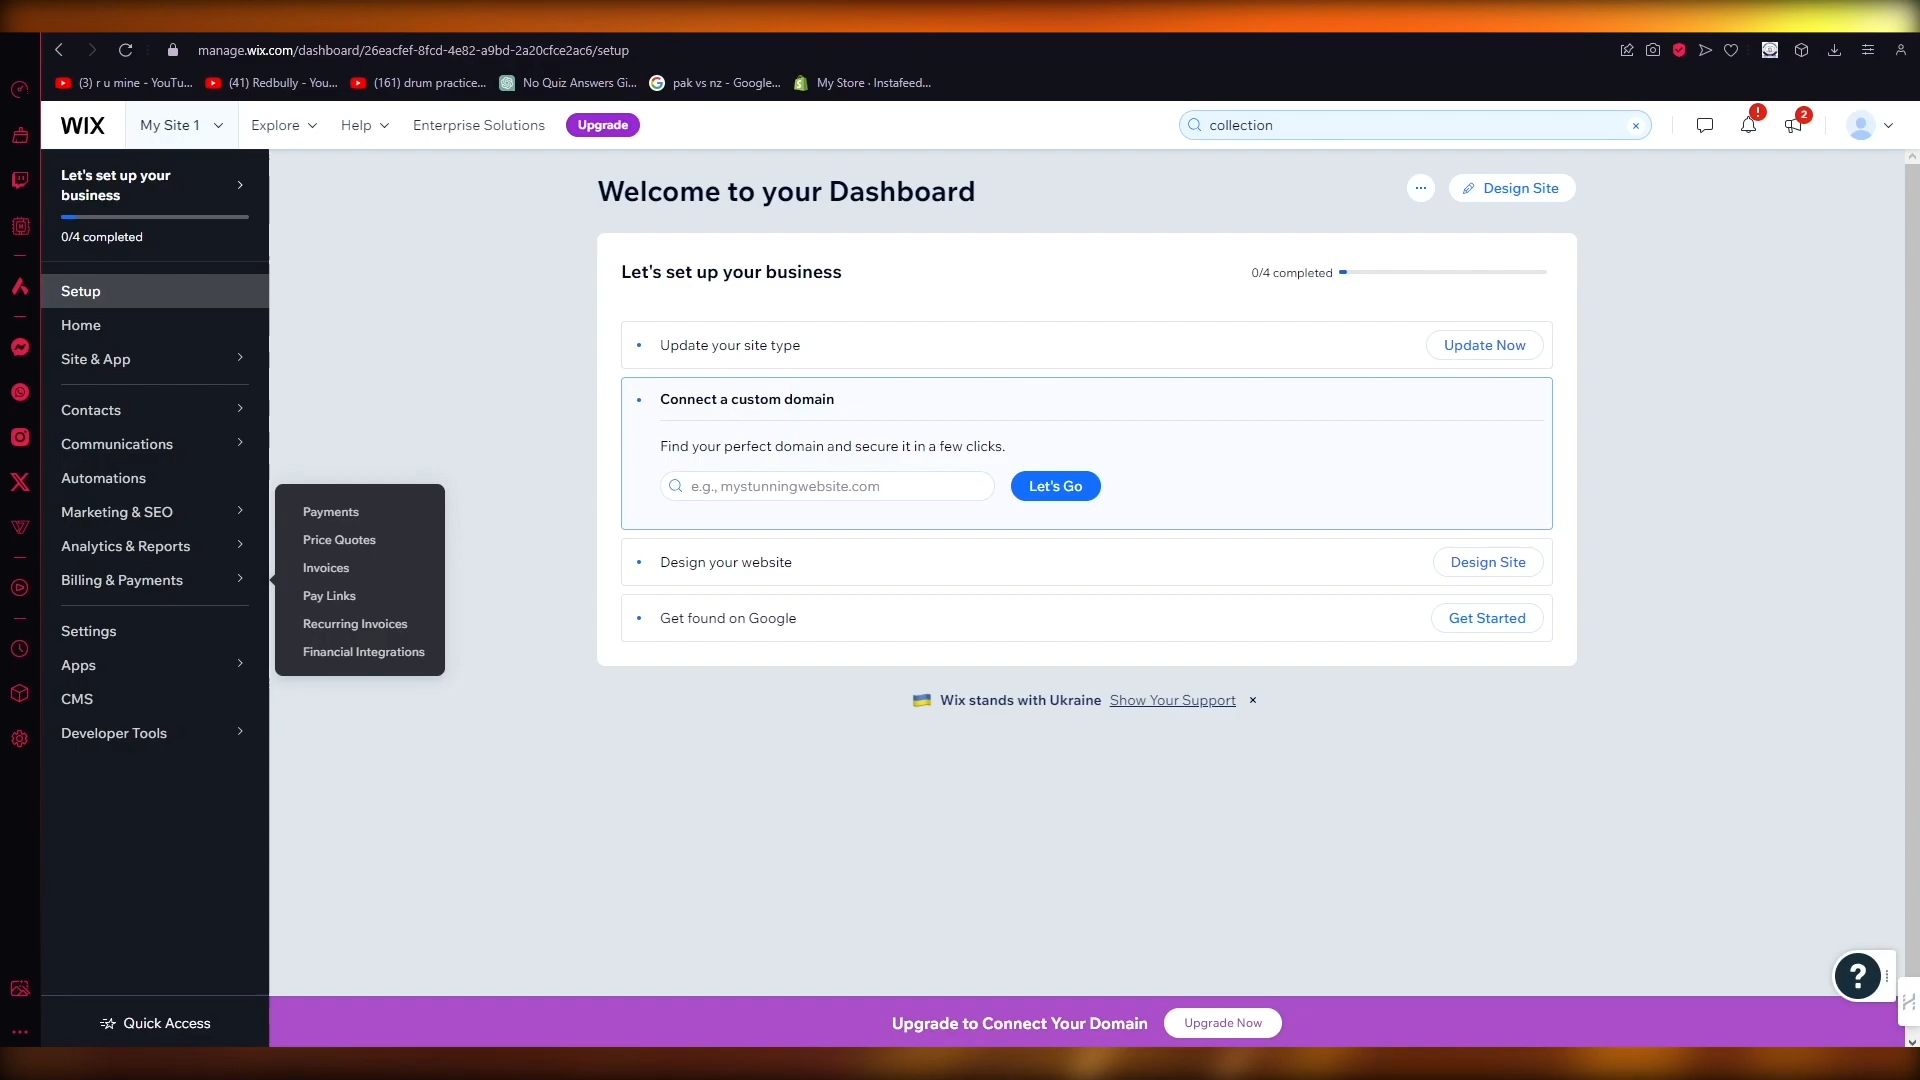 manage.wix.com/dashboard/26eacfef-8fcd-4e82-a9bd-2a20cfce2ac6/setup
(3) r u mine - YouTu...
(41) Redbully - You...
(161) drum practice...
No Quiz Answers Gi...
pak vs nz - Google...
My Store · Instafeed...
WIX
My Site 1
Explore
Help
Enterprise Solutions
Upgrade
collection
!
2
Let's set up your
business
0/4 completed
Setup
Home
Site & App
Contacts
Communications
Automations
Marketing & SEO
Analytics & Reports
Billing & Payments
Settings
Apps
CMS
Developer Tools
Quick Access
Payments
Price Quotes
Invoices
Pay Links
Recurring Invoices
Financial Integrations
Welcome to your Dashboard
Design Site
Let's set up your business
0/4 completed
Update your site type
Update Now
Connect a custom domain
Find your perfect domain and secure it in a few clicks.
e.g., mystunningwebsite.com
Let's Go
Design your website
Design Site
Get found on Google
Get Started
Wix stands with Ukraine Show Your Support
Upgrade to Connect Your Domain
Upgrade Now
?